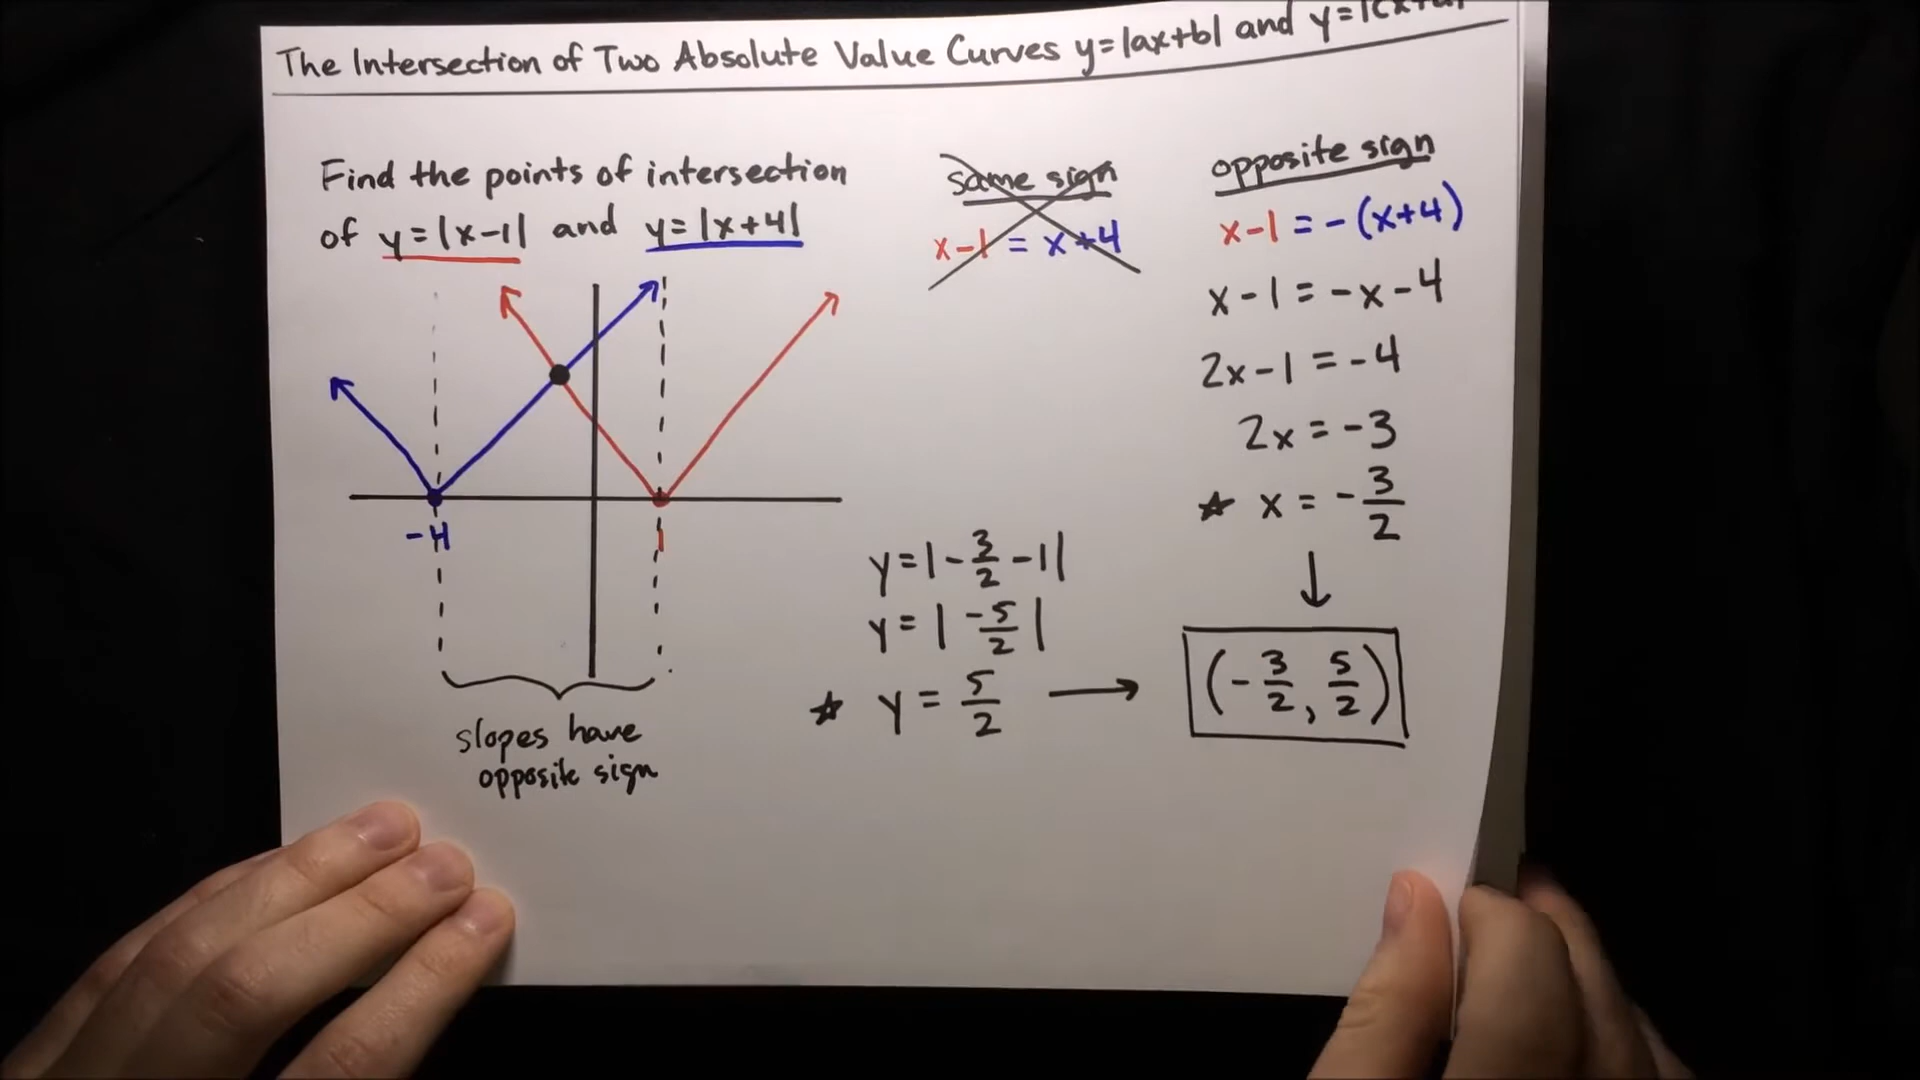 The Intersection of Two Absolute Value Curves y=|ax+b| and
Find the points of intersection
of y=|x-1| and y=|x+4|
-4
1
slopes have
opposite sign
same sign
x-1 = x+4
y=|-3/2-1|
y=|-5/2|
★ y=5/2
opposite sign
x-1 = -(x+4)
x-1 = -x-4
2x-1 = -4
2x = -3
★ x = -3/2
(-3/2, 5/2)